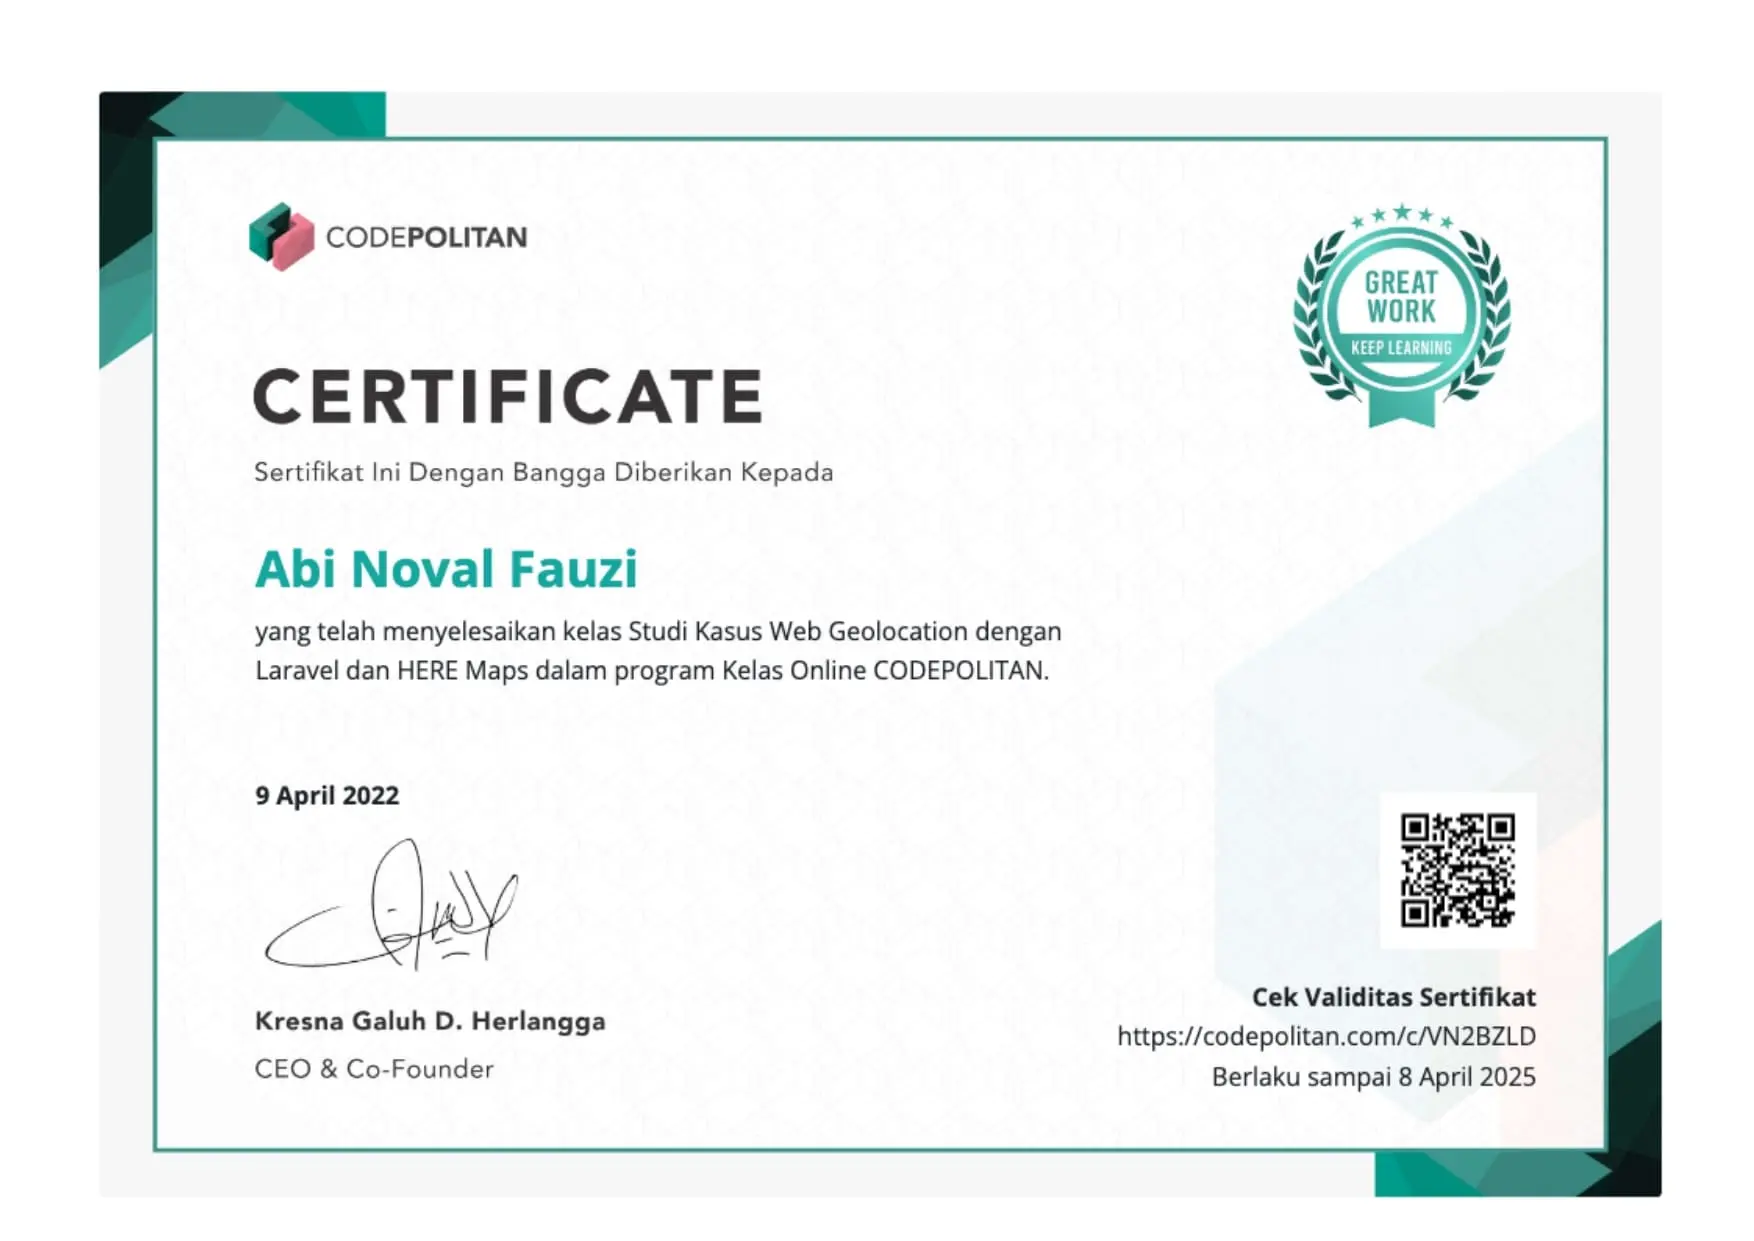 CODEPOLITAN
GREAT
WORK
KEEP LEARNING
CERTIFICATE
Sertifikat Ini Dengan Bangga Diberikan Kepada
Abi Noval Fauzi
yang telah menyelesaikan kelas Studi Kasus Web Geolocation dengan
Laravel dan HERE Maps dalam program Kelas Online CODEPOLITAN.
9 April 2022
Kresna Galuh D. Herlangga
CEO & Co-Founder
Cek Validitas Sertifikat
https://codepolitan.com/c/VN2BZLD
Berlaku sampai 8 April 2025